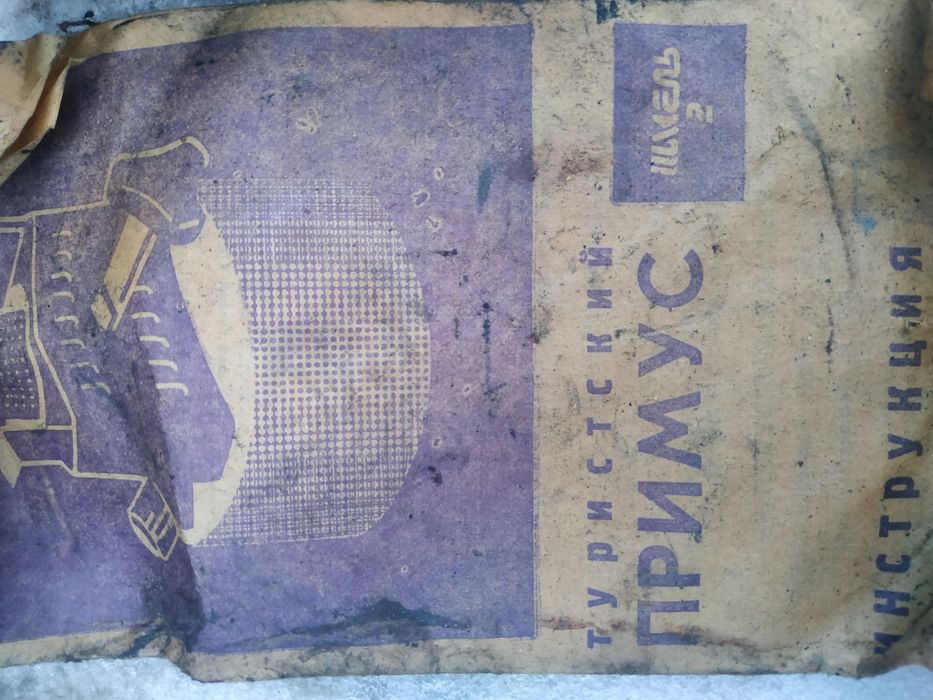 туристский
ПРИМУС
шмель
2
инструкция